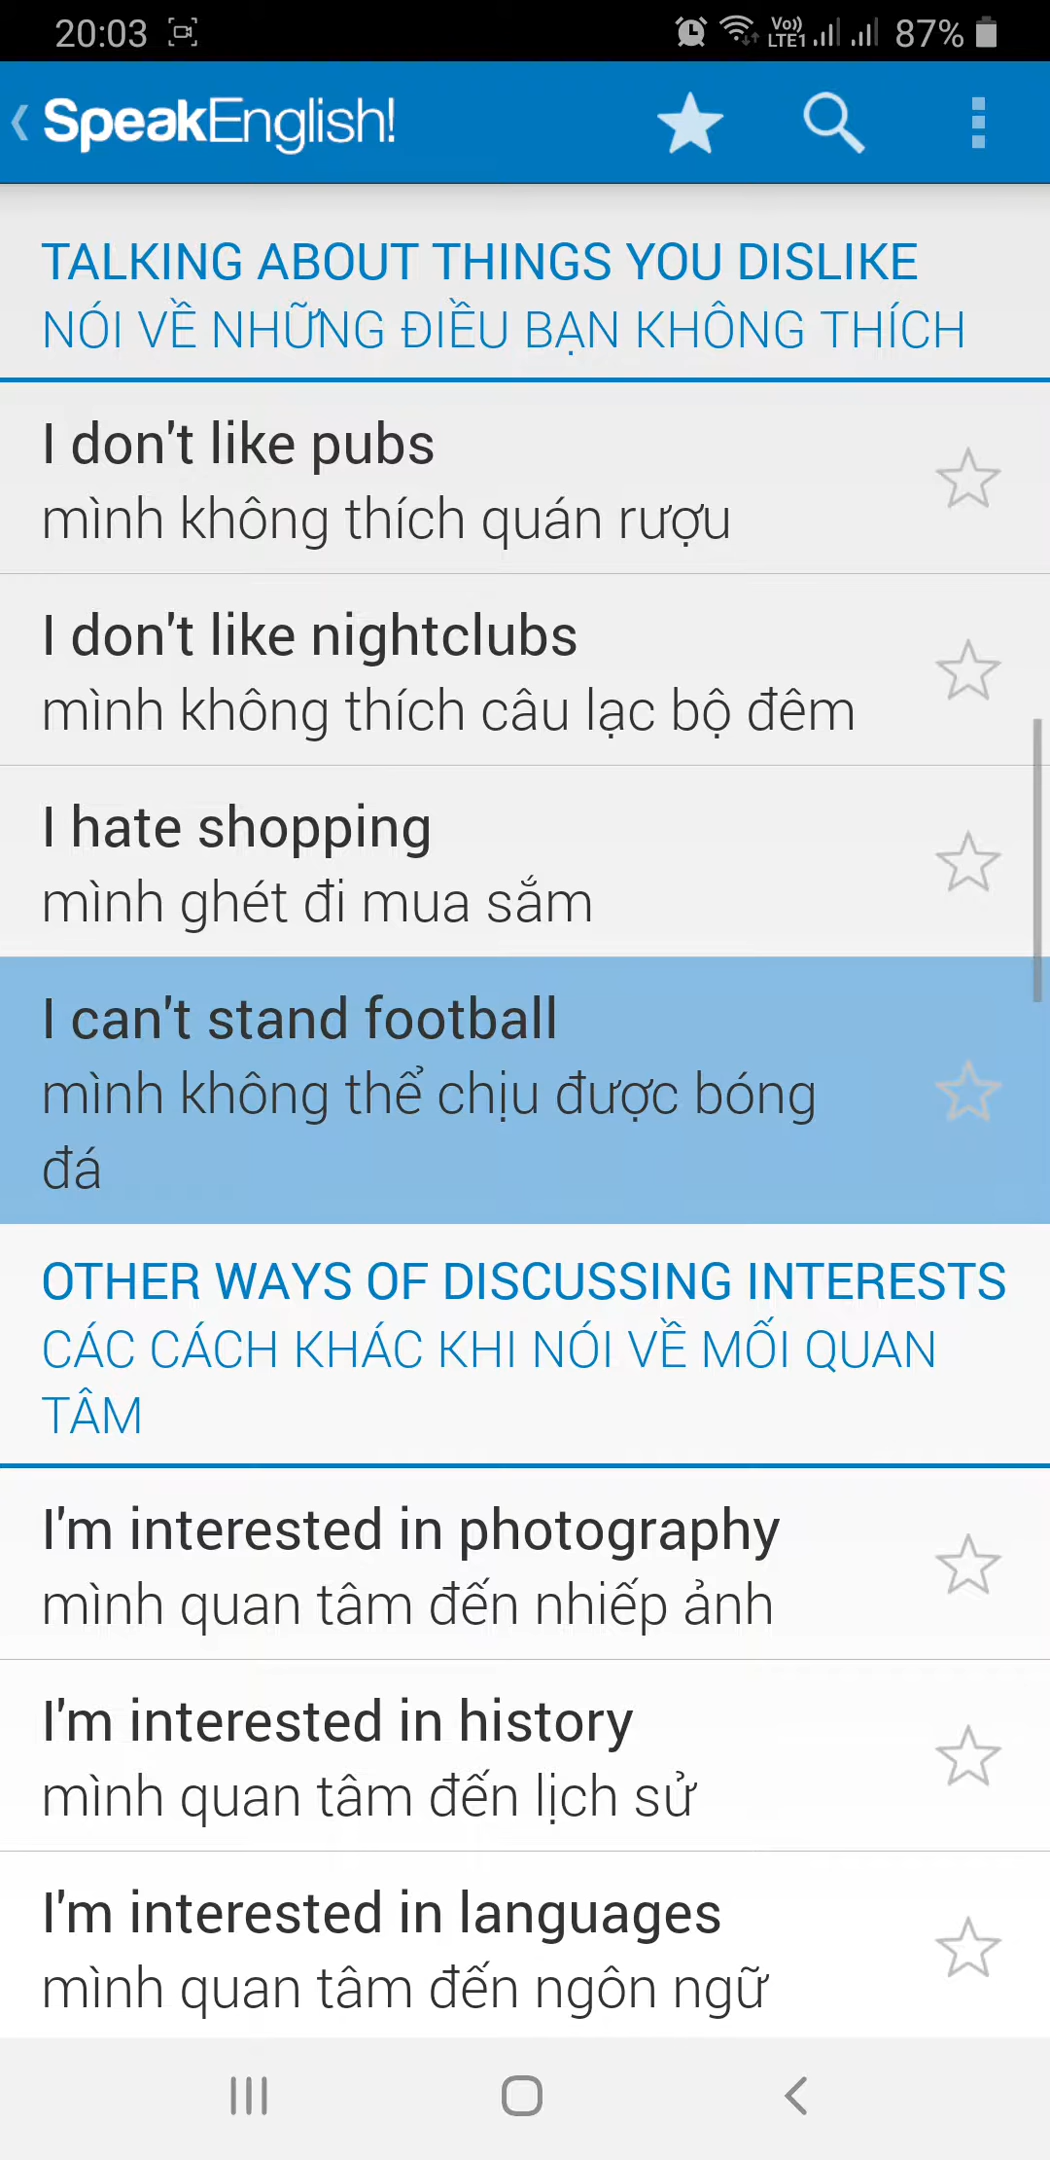 20:03 Vo)) LTE1 87%
SpeakEnglish!
TALKING ABOUT THINGS YOU DISLIKE
NÓI VỀ NHỮNG ĐIỀU BẠN KHÔNG THÍCH
I don't like pubs
mình không thích quán rượu
I don't like nightclubs
mình không thích câu lạc bộ đêm
I hate shopping
mình ghét đi mua sắm
I can't stand football
mình không thể chịu được bóng
đá
OTHER WAYS OF DISCUSSING INTERESTS
CÁC CÁCH KHÁC KHI NÓI VỀ MỐI QUAN
TÂM
I'm interested in photography
mình quan tâm đến nhiếp ảnh
I'm interested in history
mình quan tâm đến lịch sử
I'm interested in languages
mình quan tâm đến ngôn ngữ